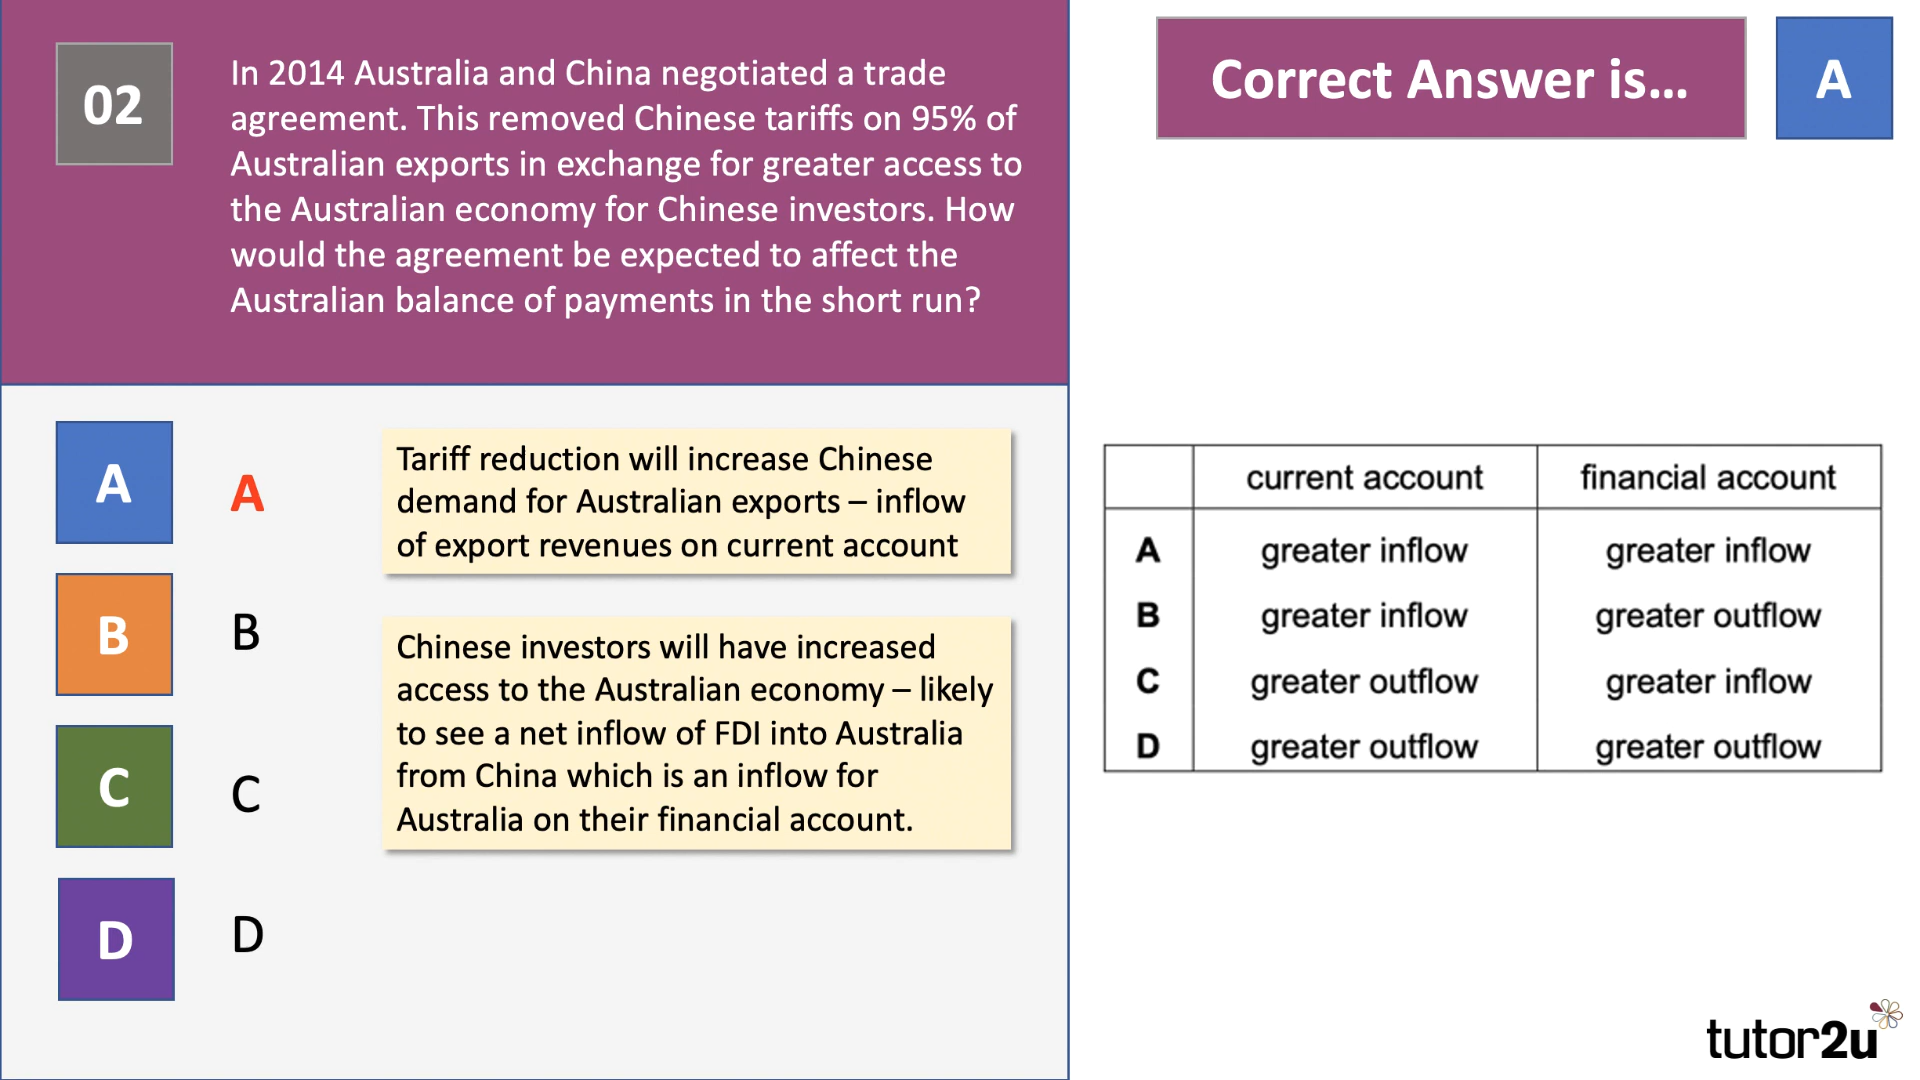 02
In 2014 Australia and China negotiated a trade
agreement. This removed Chinese tariffs on 95% of
Australian exports in exchange for greater access to
the Australian economy for Chinese investors. How
would the agreement be expected to affect the
Australian balance of payments in the short run?
A A
B B
C C
D D
Tariff reduction will increase Chinese
demand for Australian exports – inflow
of export revenues on current account
Chinese investors will have increased
access to the Australian economy – likely
to see a net inflow of FDI into Australia
from China which is an inflow for
Australia on their financial account.
Correct Answer is... A
current account financial account
A greater inflow greater inflow
B greater inflow greater outflow
C greater outflow greater inflow
D greater outflow greater outflow
tutor2u